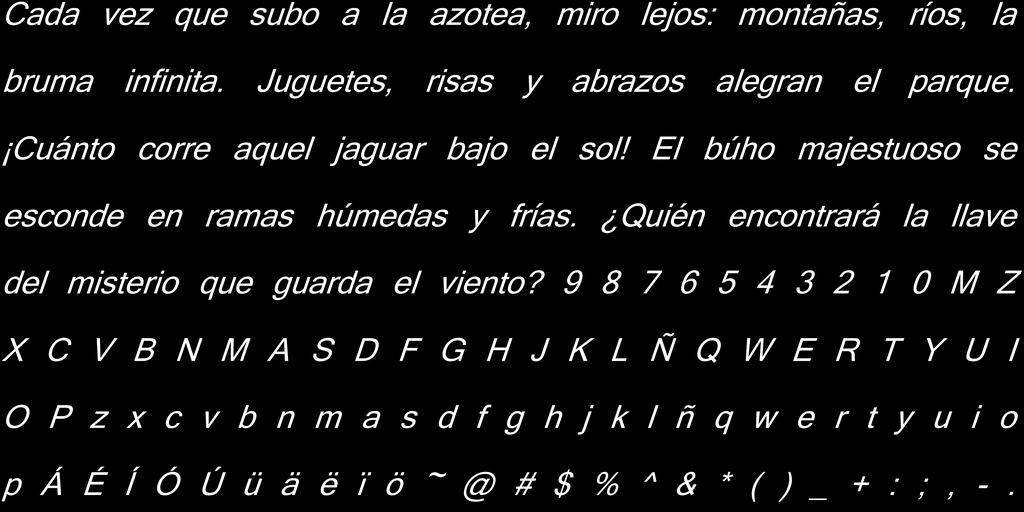 Cada vez que subo a la azotea, miro lejos: montañas, ríos, la
bruma infinita. Juguetes, risas y abrazos alegran el parque.
¡Cuánto corre aquel jaguar bajo el sol! El búho majestuoso se
esconde en ramas húmedas y frías. ¿Quién encontrará la llave
del misterio que guarda el viento? 9 8 7 6 5 4 3 2 1 0 M Z
X C V B N M A S D F G H J K L Ñ Q W E R T Y U I
O P z x c v b n m a s d f g h j k l ñ q w e r t y u i o
p Á É Í Ó Ú ü ä ë ï ö ~ @ # $ % ^ & * ( ) _ + : ; , - .